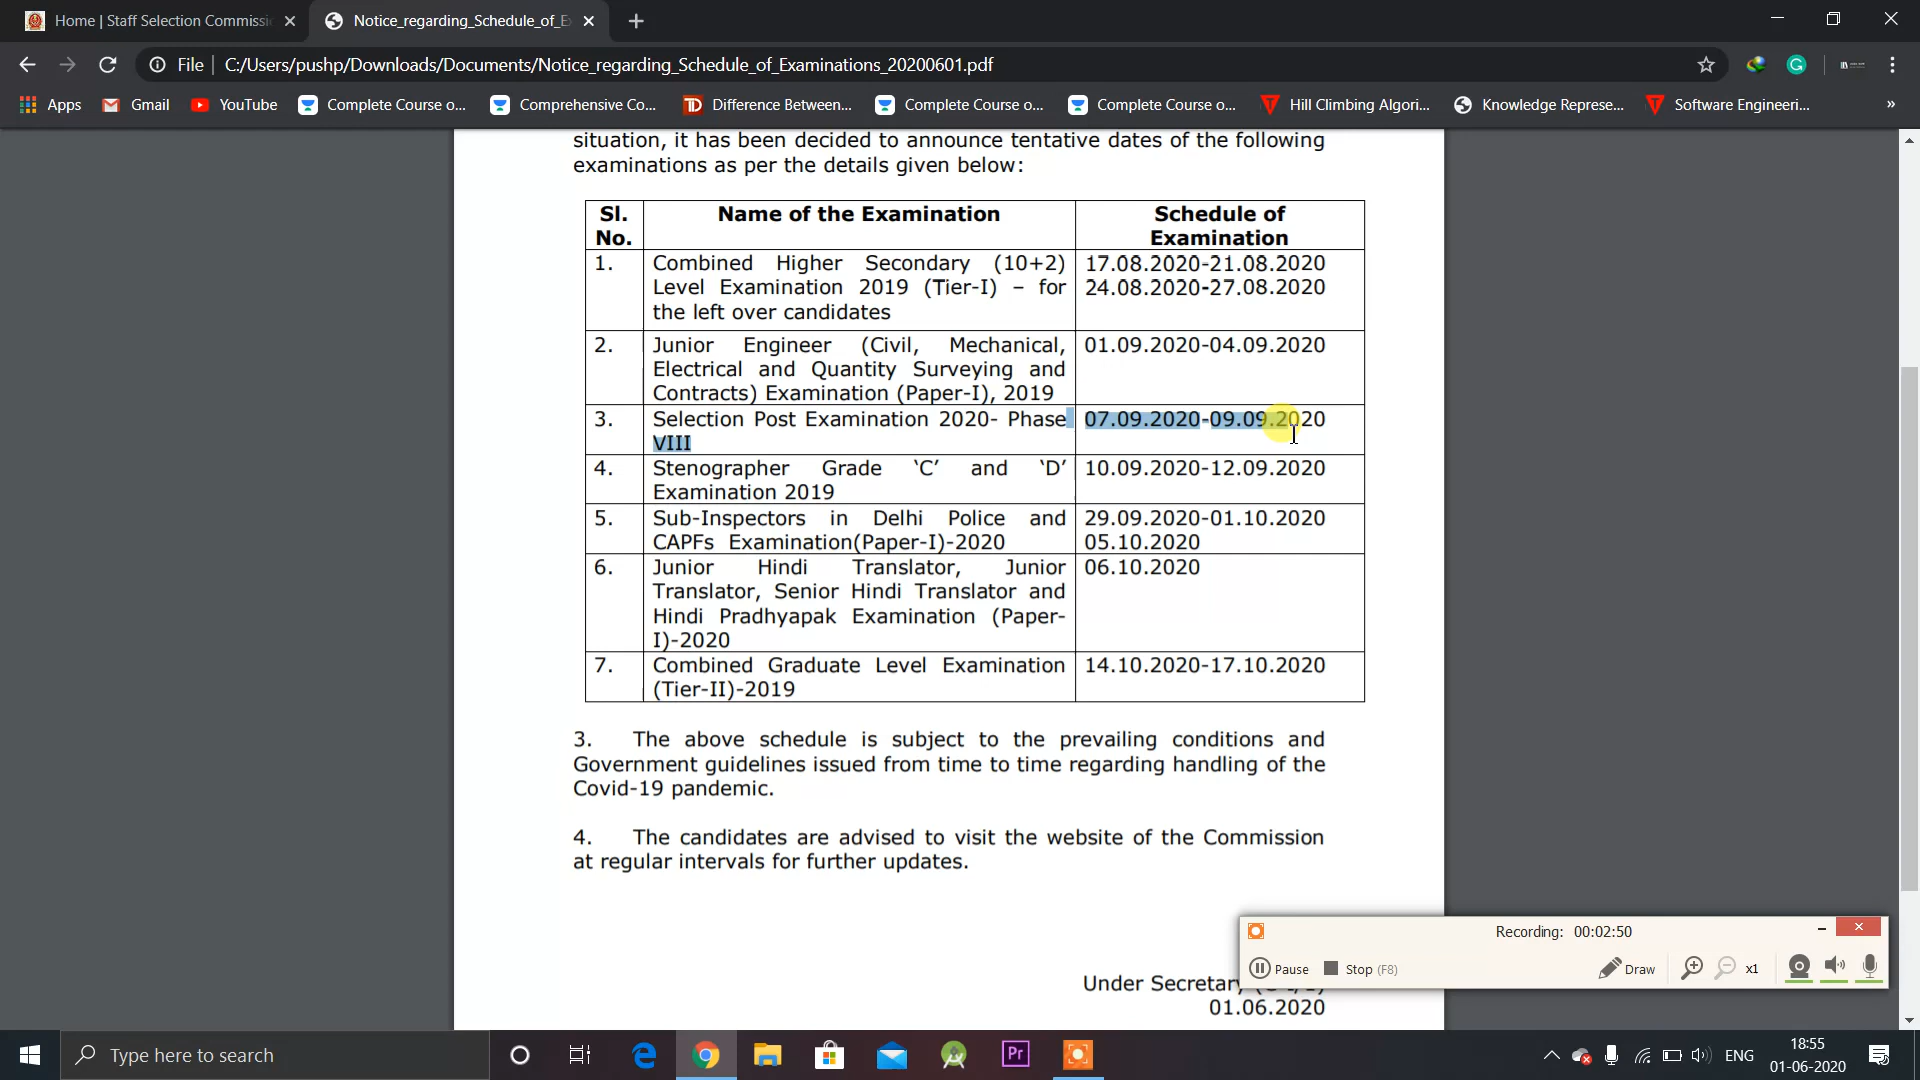 Home | Staff Selection Commissi
Notice_regarding_Schedule_of_E
File
C:/Users/pushp/Downloads/Documents/Notice_regarding_Schedule_of_Examinations_20200601.pdf
Apps
Gmail
YouTube
Complete Course o...
Comprehensive Co...
Difference Between...
Complete Course o...
Complete Course o...
Hill Climbing Algori...
Knowledge Represe...
Software Engineeri...
»
situation, it has been decided to announce tentative dates of the following
examinations as per the details given below:
Sl. No.
Name of the Examination
Schedule of Examination
1.
Combined Higher Secondary (10+2)
Level Examination 2019 (Tier-I) – for
the left over candidates
17.08.2020-21.08.2020
24.08.2020-27.08.2020
2.
Junior Engineer (Civil, Mechanical,
Electrical and Quantity Surveying and
Contracts) Examination (Paper-I), 2019
01.09.2020-04.09.2020
3.
Selection Post Examination 2020- Phase
VIII
07.09.2020-09.09.2020
4.
Stenographer Grade ‘C’ and ‘D’
Examination 2019
10.09.2020-12.09.2020
5.
Sub-Inspectors in Delhi Police and
CAPFs Examination(Paper-I)-2020
29.09.2020-01.10.2020
05.10.2020
6.
Junior Hindi Translator, Junior
Translator, Senior Hindi Translator and
Hindi Pradhyapak Examination (Paper-
I)-2020
06.10.2020
7.
Combined Graduate Level Examination
(Tier-II)-2019
14.10.2020-17.10.2020
3. The above schedule is subject to the prevailing conditions and
Government guidelines issued from time to time regarding handling of the
Covid-19 pandemic.
4. The candidates are advised to visit the website of the Commission
at regular intervals for further updates.
Under Secretary
01.06.2020
Recording: 00:02:50
Pause
Stop (F8)
Draw
x1
Type here to search
Pr
ENG
18:55
01-06-2020